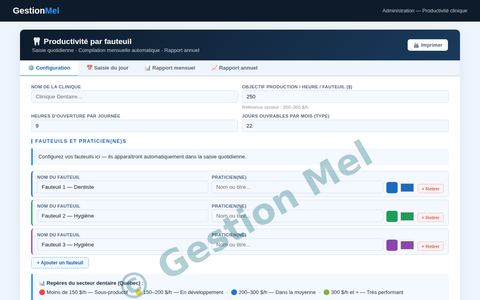 GestionMel
Administration — Productivité clinique
🦷 Productivité par fauteuil
Saisie quotidienne · Compilation mensuelle automatique · Rapport annuel
🖨️ Imprimer
⚙️ Configuration
📅 Saisie du jour
📊 Rapport mensuel
📈 Rapport annuel
NOM DE LA CLINIQUE
OBJECTIF PRODUCTION / HEURE / FAUTEUIL ($)
Clinique Dentaire...
250
Référence secteur : 200–300 $/h
HEURES D'OUVERTURE PAR JOURNÉE
JOURS OUVRABLES PAR MOIS (TYPE)
9
22
FAUTEUILS ET PRATICIEN(NE)S
Configurez vos fauteuils ici — ils apparaîtront automatiquement dans la saisie quotidienne.
NOM DU FAUTEUIL
PRATICIEN(NE)
Fauteuil 1 — Dentiste
Nom ou titre...
× Retirer
NOM DU FAUTEUIL
PRATICIEN(NE)
Fauteuil 2 — Hygiène
Nom ou titre...
× Retirer
NOM DU FAUTEUIL
PRATICIEN(NE)
Fauteuil 3 — Hygiène
Nom ou titre...
× Retirer
+ Ajouter un fauteuil
📊 Repères du secteur dentaire (Québec) :
🔴 Moins de 150 $/h — Sous-productif · 🟡 150–200 $/h — En développement · 🔵 200–300 $/h — Dans la moyenne · 🟢 300 $/h et + — Très performant
© Gestion Mel